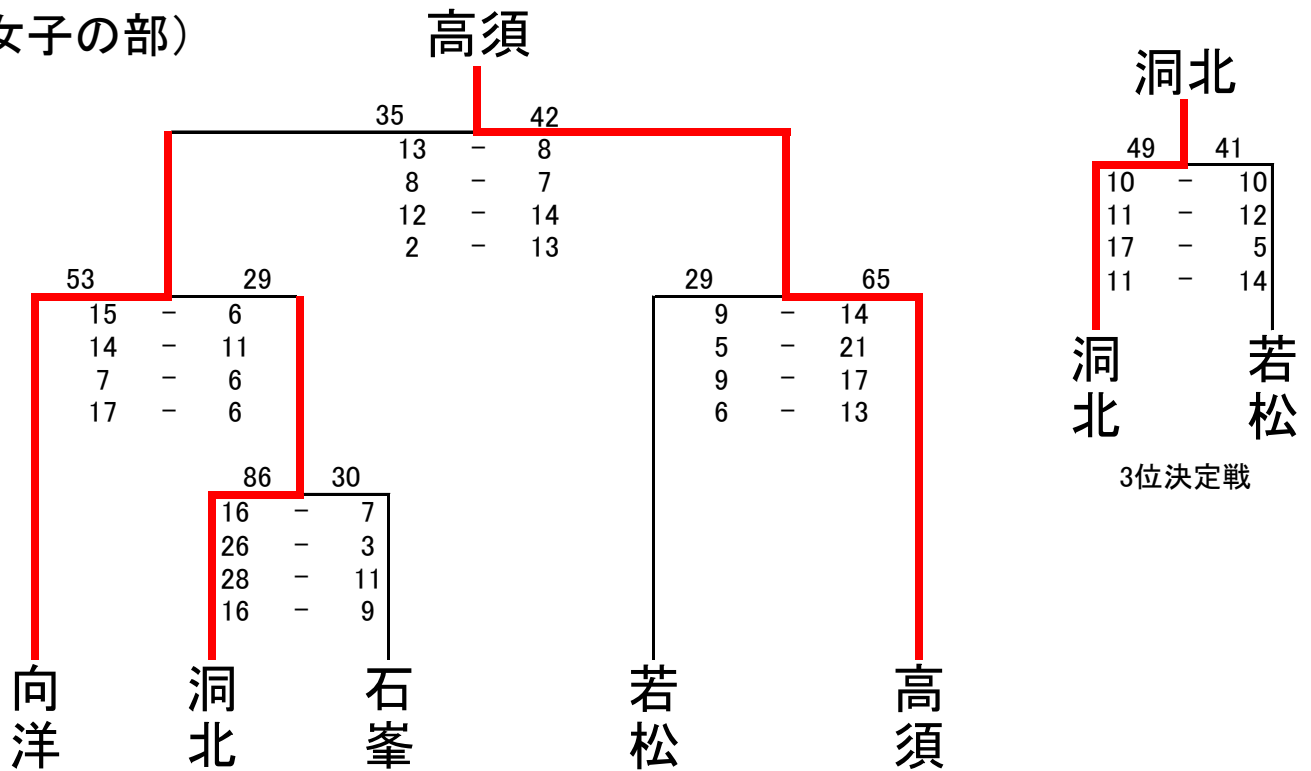 女子の部）
高須
35 42
13 － 8
8 － 7
12 － 14
2 － 13
53 29
15 － 6
14 － 11
7 － 6
17 － 6
86 30
16 － 7
26 － 3
28 － 11
16 － 9
29 65
9 － 14
5 － 21
9 － 17
6 － 13
向洋
洞北
石峯
若松
高須
洞北
49 41
10 － 10
11 － 12
17 － 5
11 － 14
洞北
若松
3位決定戦